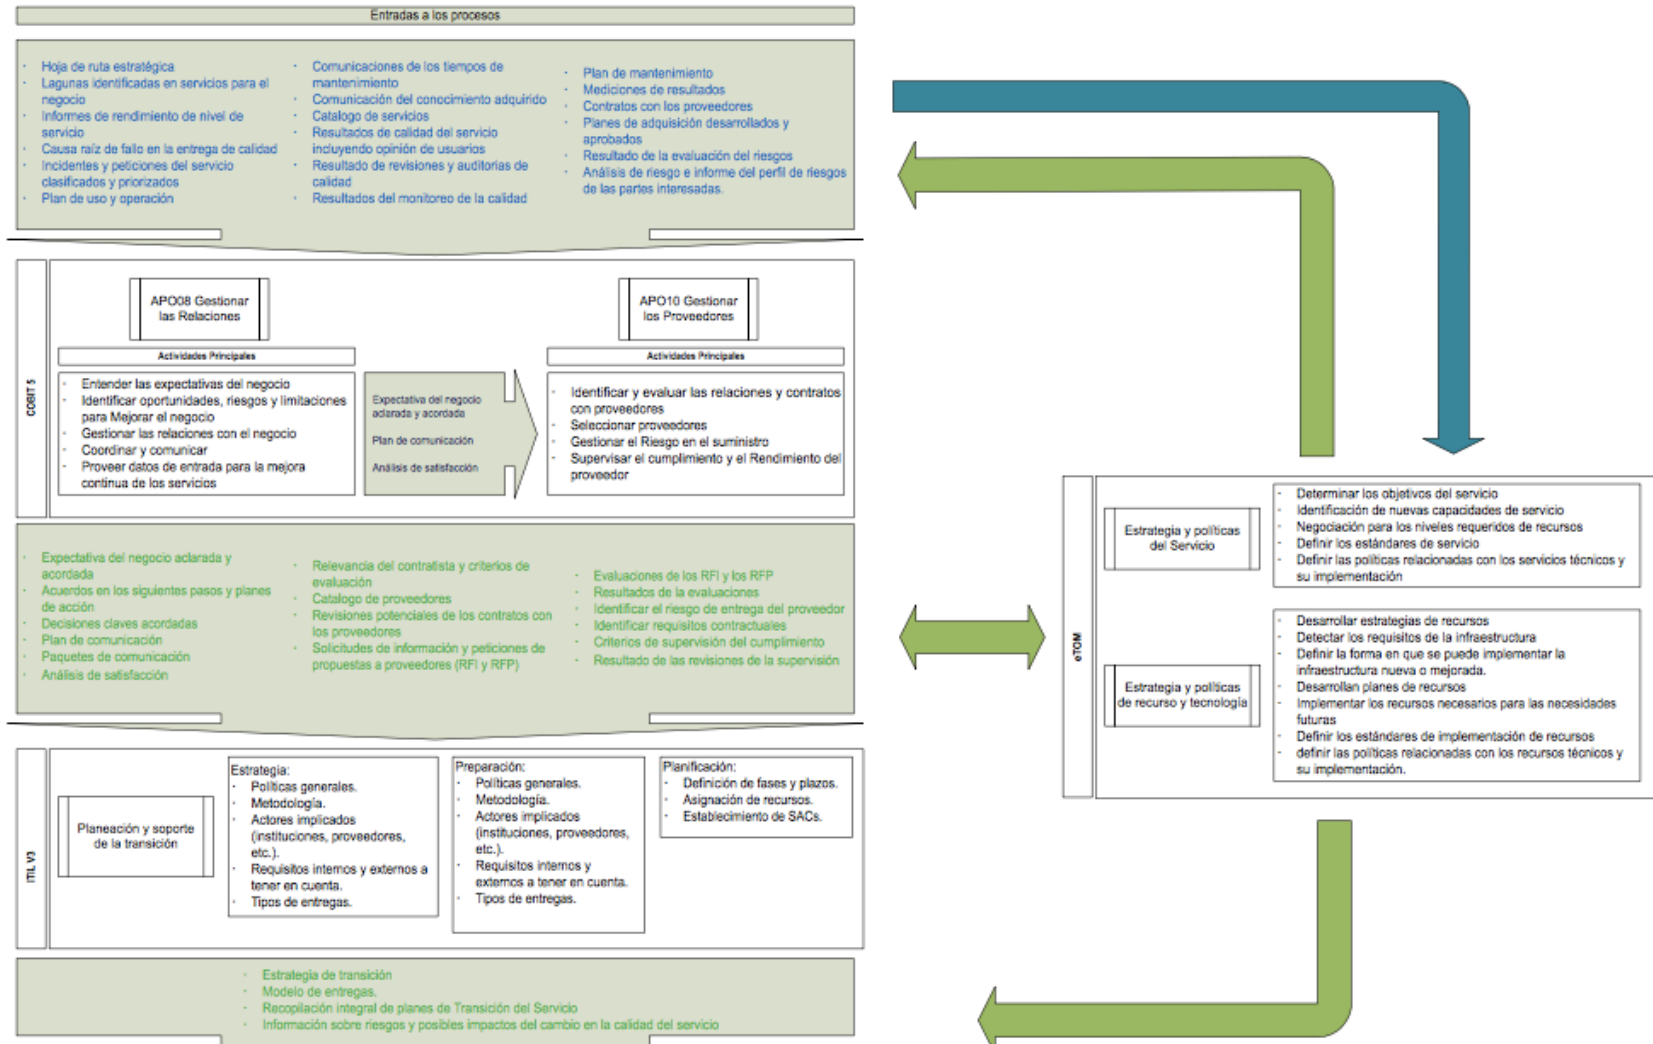 Entradas a los procesos
· Hoja de ruta estratégica
· Lagunas identificadas en servicios para el
negocio
· Informes de rendimiento de nivel de
servicio
· Causa raíz de fallo en la entrega de calidad
· Incidentes y peticiones del servicio
clasificados y priorizados
· Plan de uso y operación
· Comunicaciones de los tiempos de
mantenimiento
· Comunicación del conocimiento adquirido
· Catalogo de servicios
· Resultados de calidad del servicio
incluyendo opinión de usuarios
· Resultado de revisiones y auditorias de
calidad
· Resultados del monitoreo de la calidad
· Plan de mantenimiento
· Mediciones de resultados
· Contratos con los proveedores
· Planes de adquisición desarrollados y
aprobados
· Resultado de la evaluación del riesgos
· Análisis de riesgo e informe del perfil de riesgos
de las partes interesadas.
COBIT 5
APO08 Gestionar
las Relaciones
Actividades Principales
- Entender las expectativas del negocio
- Identificar oportunidades, riesgos y limitaciones
para Mejorar el negocio
- Gestionar las relaciones con el negocio
- Coordinar y comunicar
- Proveer datos de entrada para la mejora
continua de los servicios
Expectativa del negocio
aclarada y acordada
Plan de comunicación
Análisis de satisfacción
APO10 Gestionar
los Proveedores
Actividades Principales
- Identificar y evaluar las relaciones y contratos
con proveedores
- Seleccionar proveedores
- Gestionar el Riesgo en el suministro
- Supervisar el cumplimiento y el Rendimiento del
proveedor
· Expectativa del negocio aclarada y
acordada
· Acuerdos en los siguientes pasos y planes
de acción
· Decisiones claves acordadas
· Plan de comunicación
· Paquetes de comunicación
· Análisis de satisfacción
· Relevancia del contratista y criterios de
evaluación
· Catalogo de proveedores
· Revisiones potenciales de los contratos con
los proveedores
· Solicitudes de información y peticiones de
propuestas a proveedores (RFI y RFP)
· Evaluaciones de los RFI y los RFP
· Resultados de la evaluaciones
· Identificar el riesgo de entrega del proveedor
· Identificar requisitos contractuales
· Criterios de supervisión del cumplimiento
· Resultado de las revisiones de la supervisión
ITIL V3
Planeación y soporte
de la transición
Estrategia:
· Políticas generales.
· Metodología.
· Actores implicados
(instituciones, proveedores,
etc.).
· Requisitos internos y externos a
tener en cuenta.
· Tipos de entregas.
Preparación:
· Políticas generales.
· Metodología.
· Actores implicados
(instituciones, proveedores,
etc.).
· Requisitos internos y
externos a tener en cuenta.
· Tipos de entregas.
Planificación:
· Definición de fases y plazos.
· Asignación de recursos.
· Establecimiento de SACs.
· Estrategia de transición
· Modelo de entregas.
· Recopilación integral de planes de Transición del Servicio
· Información sobre riesgos y posibles impactos del cambio en la calidad del servicio
eTOM
Estrategia y políticas
del Servicio
- Determinar los objetivos del servicio
- Identificación de nuevas capacidades de servicio
- Negociación para los niveles requeridos de recursos
- Definir los estándares de servicio
- Definir las políticas relacionadas con los servicios técnicos y
su implementación
Estrategia y políticas
de recurso y tecnología
- Desarrollar estrategias de recursos
- Detectar los requisitos de la infraestructura
- Definir la forma en que se puede implementar la
infraestructura nueva o mejorada.
- Desarrollan planes de recursos
- Implementar los recursos necesarios para las necesidades
futuras
- Definir los estándares de implementación de recursos
- definir las políticas relacionadas con los recursos técnicos y
su implementación.